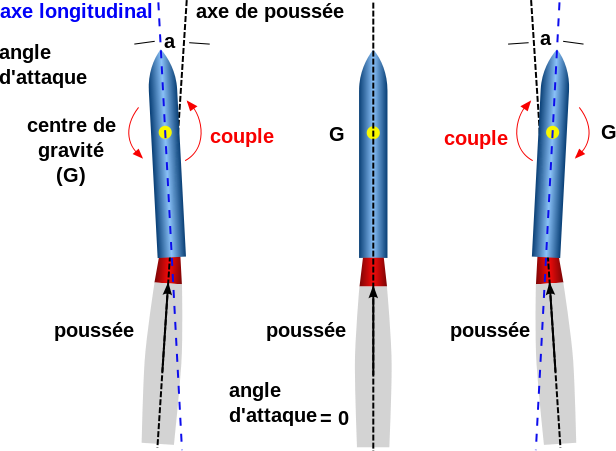 axe longitudinal
axe de poussée
a
a
angle
d'attaque
centre de
gravité
(G)
couple
G
couple
G
poussée
poussée
poussée
angle
d'attaque = 0